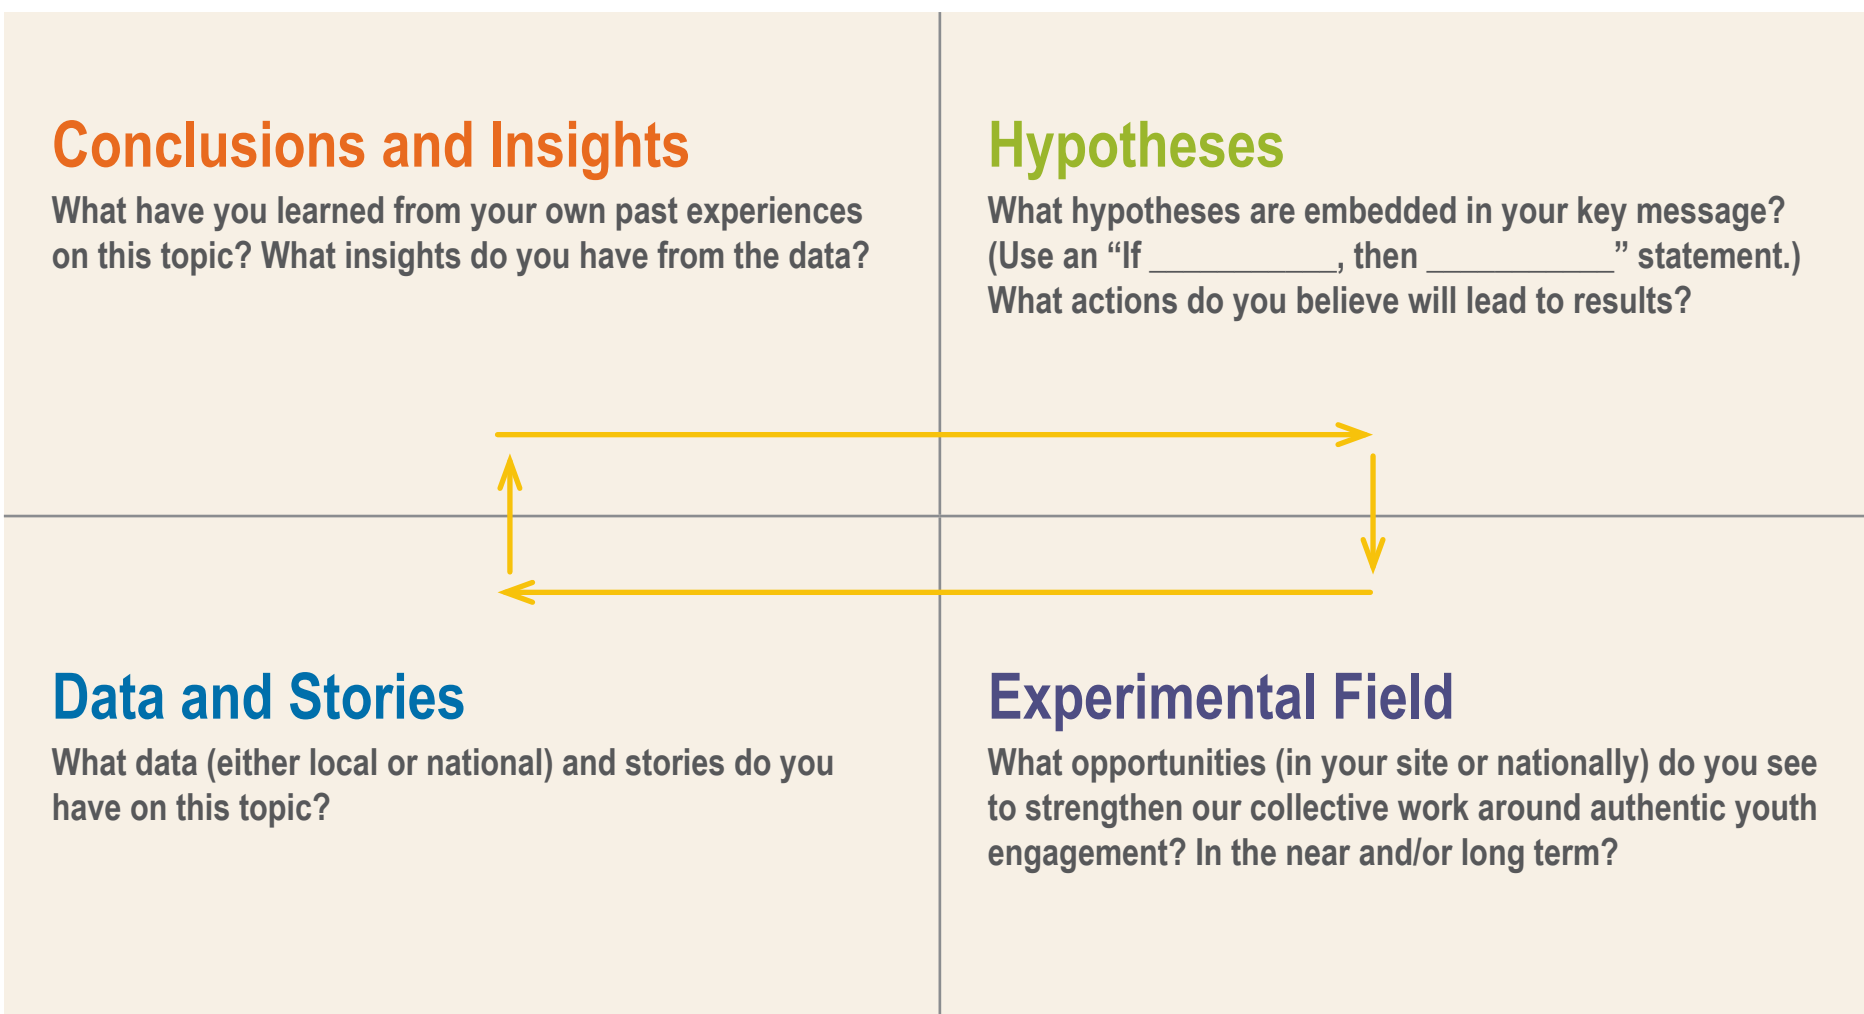 Conclusions and Insights
What have you learned from your own past experiences
on this topic? What insights do you have from the data?
Hypotheses
What hypotheses are embedded in your key message?
(Use an “If __________, then __________” statement.)
What actions do you believe will lead to results?
Data and Stories
What data (either local or national) and stories do you
have on this topic?
Experimental Field
What opportunities (in your site or nationally) do you see
to strengthen our collective work around authentic youth
engagement? In the near and/or long term?